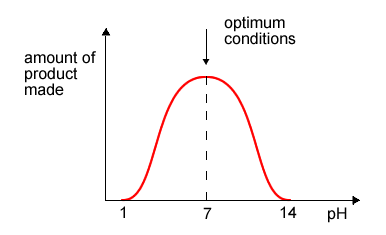 optimum
conditions
amount of
product
made
1
7
14
pH